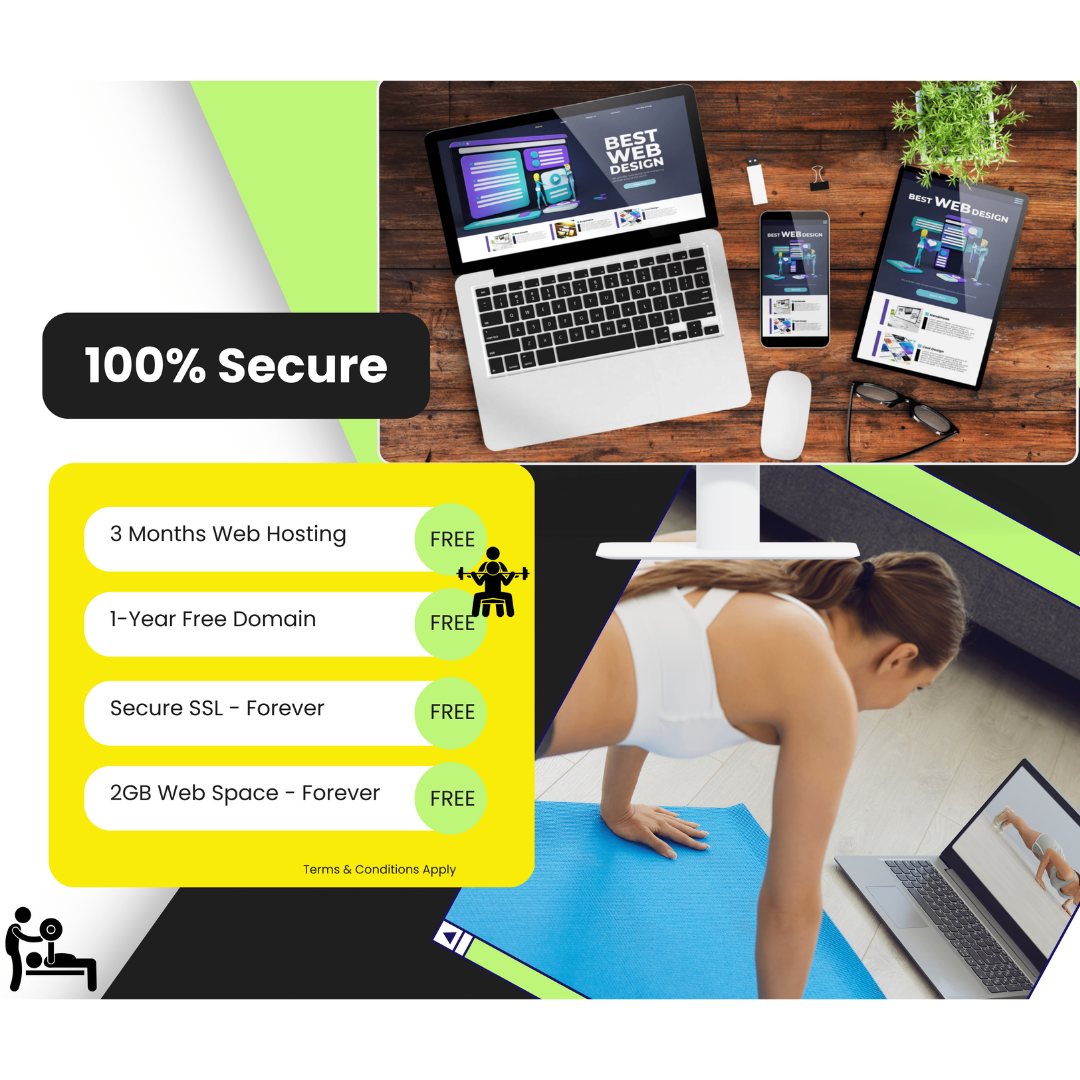 BEST
WEB
DESIGN
BEST WEB DESIGN
BEST WEB DESIGN
100% Secure
3 Months Web Hosting FREE
1-Year Free Domain FREE
Secure SSL - Forever FREE
2GB Web Space - Forever FREE
Terms & Conditions Apply